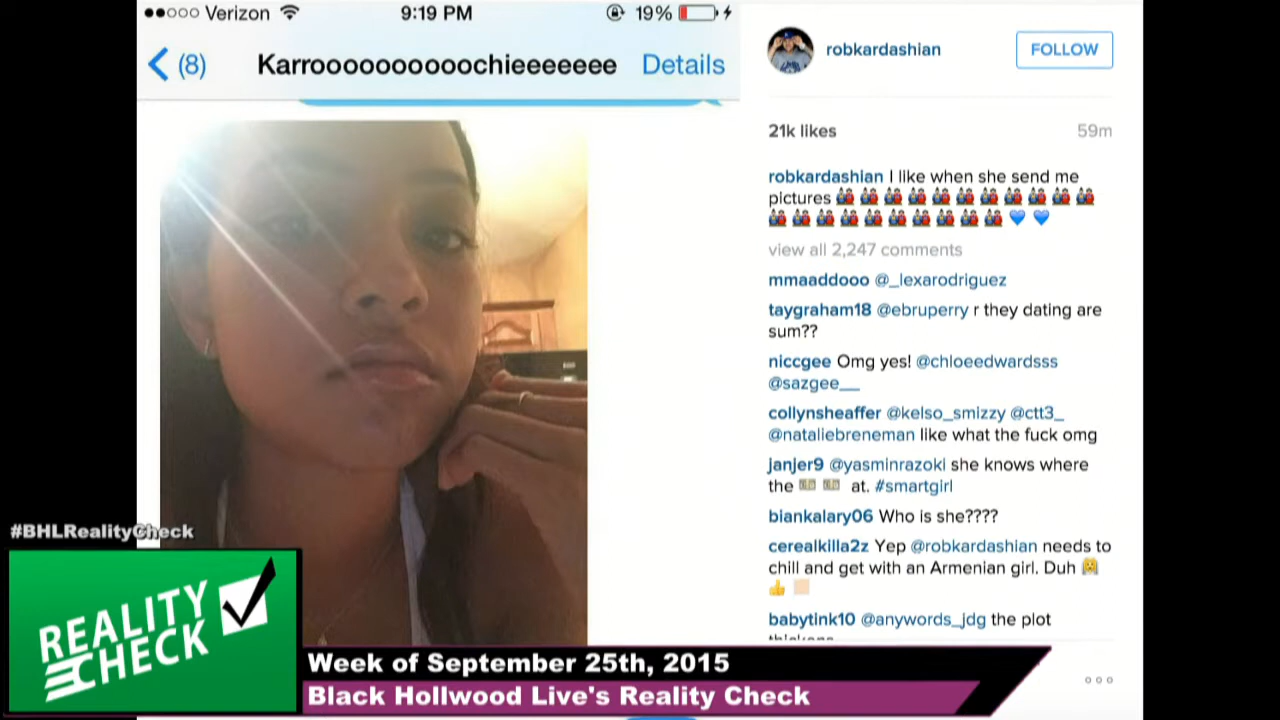 Verizon 9:19 PM 19%
(8) Karroooooooooochieeeeeee Details
robkardashian FOLLOW
21k likes 59m
robkardashian I like when she send me
pictures
view all 2,247 comments
mmaaddooo @_lexarodriguez
taygraham18 @ebruperry r they dating are
sum??
niccgee Omg yes! @chloeedwardsss
@sazgee__
collynsheaffer @kelso_smizzy @ctt3_
@nataliebreneman like what the fuck omg
janjer9 @yasminrazoki she knows where
the at. #smartgirl
biankalary06 Who is she????
cerealkilla2z Yep @robkardashian needs to
chill and get with an Armenian girl. Duh
babytink10 @anywords_jdg the plot
#BHLRealityCheck
REALITY
CHECK
Week of September 25th, 2015
Black Hollwood Live's Reality Check